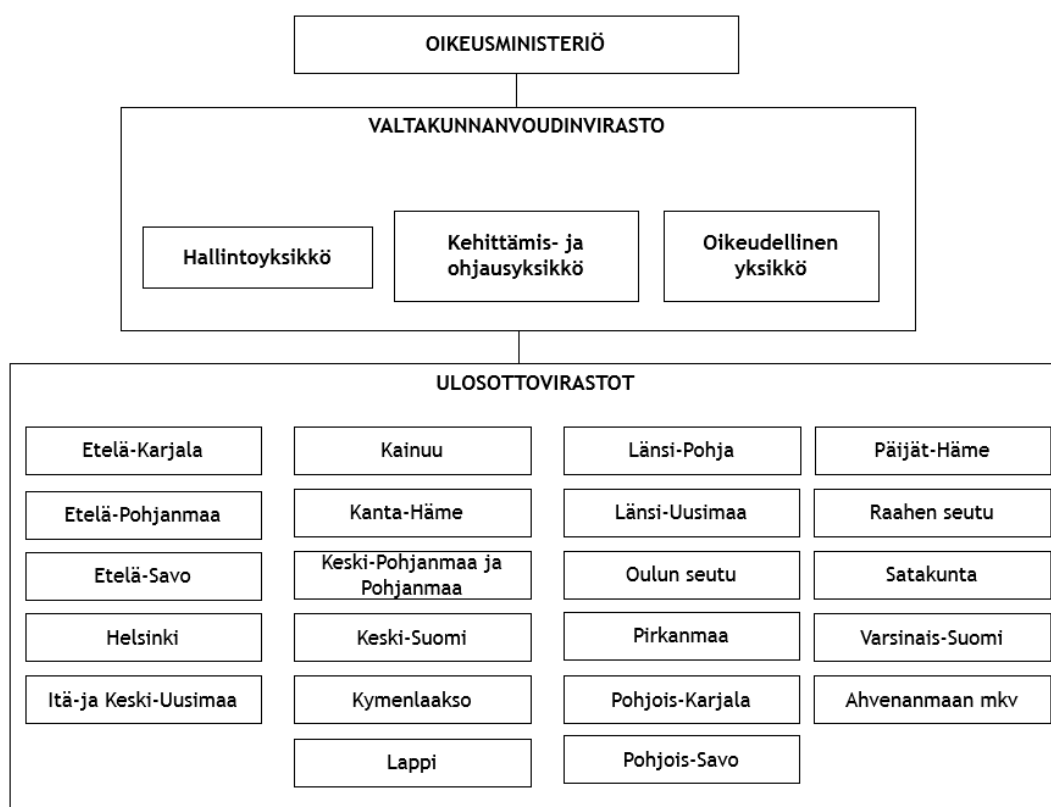 OIKEUSMINISTERIÖ
VALTAKUNNANVOUDINVIRASTO
Hallintoyksikkö
Kehittämis- ja
ohjausyksikkö
Oikeudellinen
yksikkö
ULOSOTTOVIRASTOT
Etelä-Karjala
Etelä-Pohjanmaa
Etelä-Savo
Helsinki
Itä-ja Keski-Uusimaa
Kainuu
Kanta-Häme
Keski-Pohjanmaa ja
Pohjanmaa
Keski-Suomi
Kymenlaakso
Lappi
Länsi-Pohja
Länsi-Uusimaa
Oulun seutu
Pirkanmaa
Pohjois-Karjala
Pohjois-Savo
Päijät-Häme
Raahen seutu
Satakunta
Varsinais-Suomi
Ahvenanmaan mkv